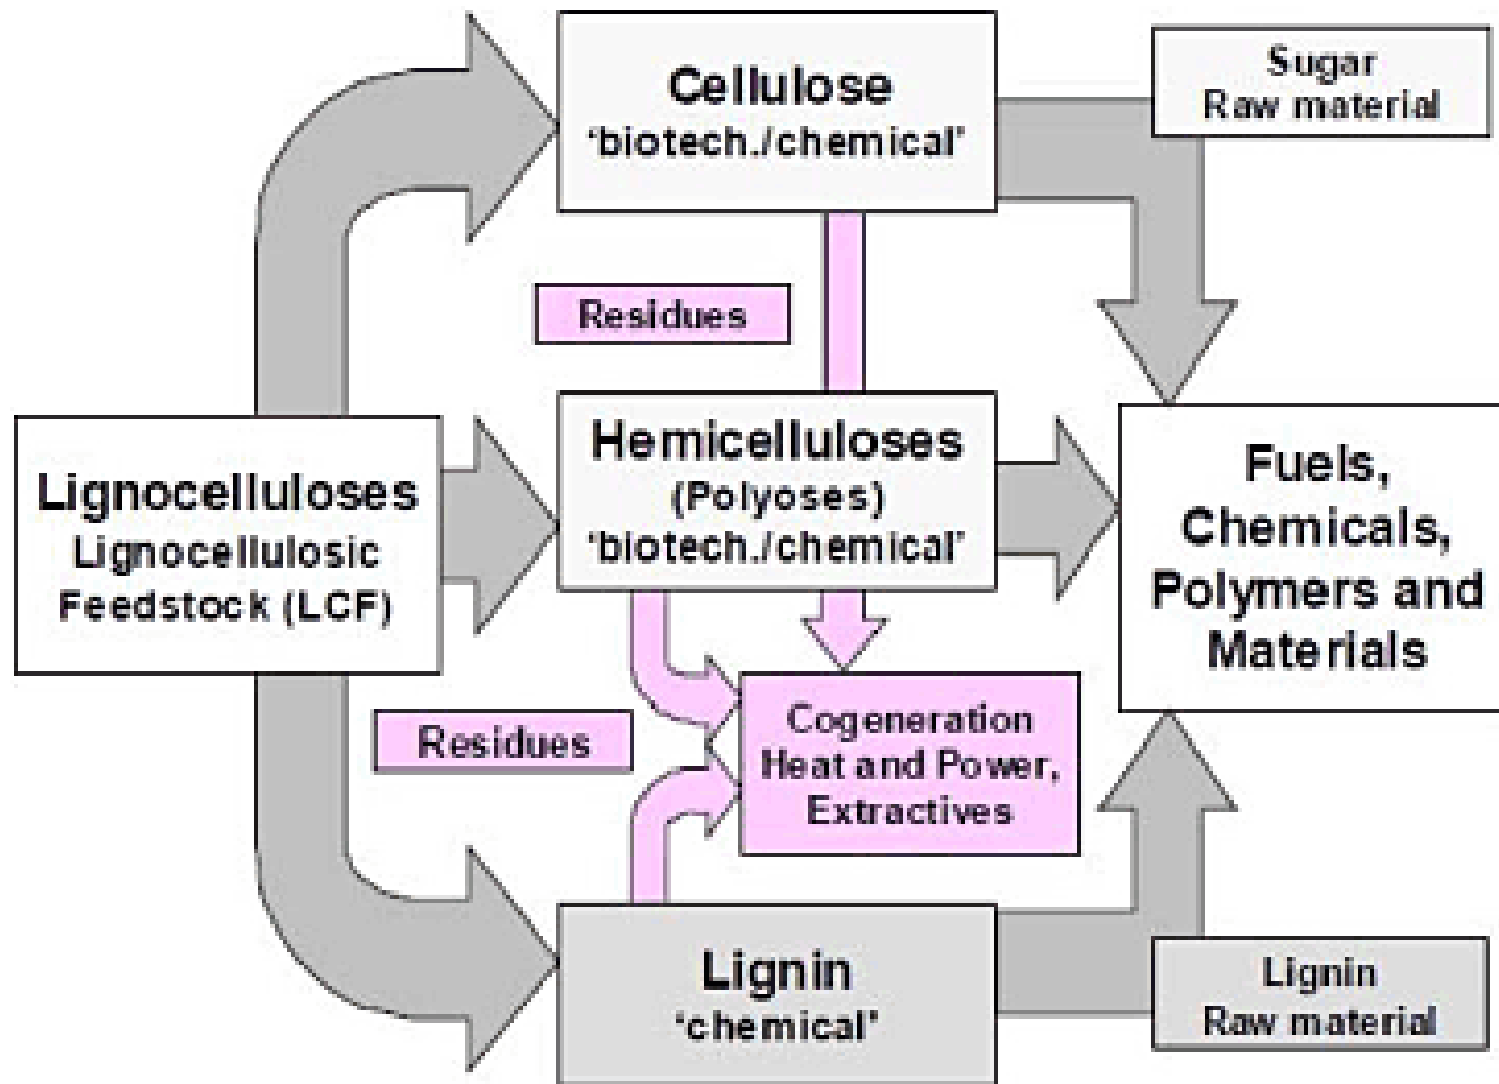 Cellulose
‘biotech./chemical’
Sugar
Raw material
Residues
Lignocelluloses
Lignocellulosic
Feedstock (LCF)
Hemicelluloses
(Polyoses)
‘biotech./chemical’
Fuels,
Chemicals,
Polymers and
Materials
Residues
Cogeneration
Heat and Power,
Extractives
Lignin
‘chemical’
Lignin
Raw material